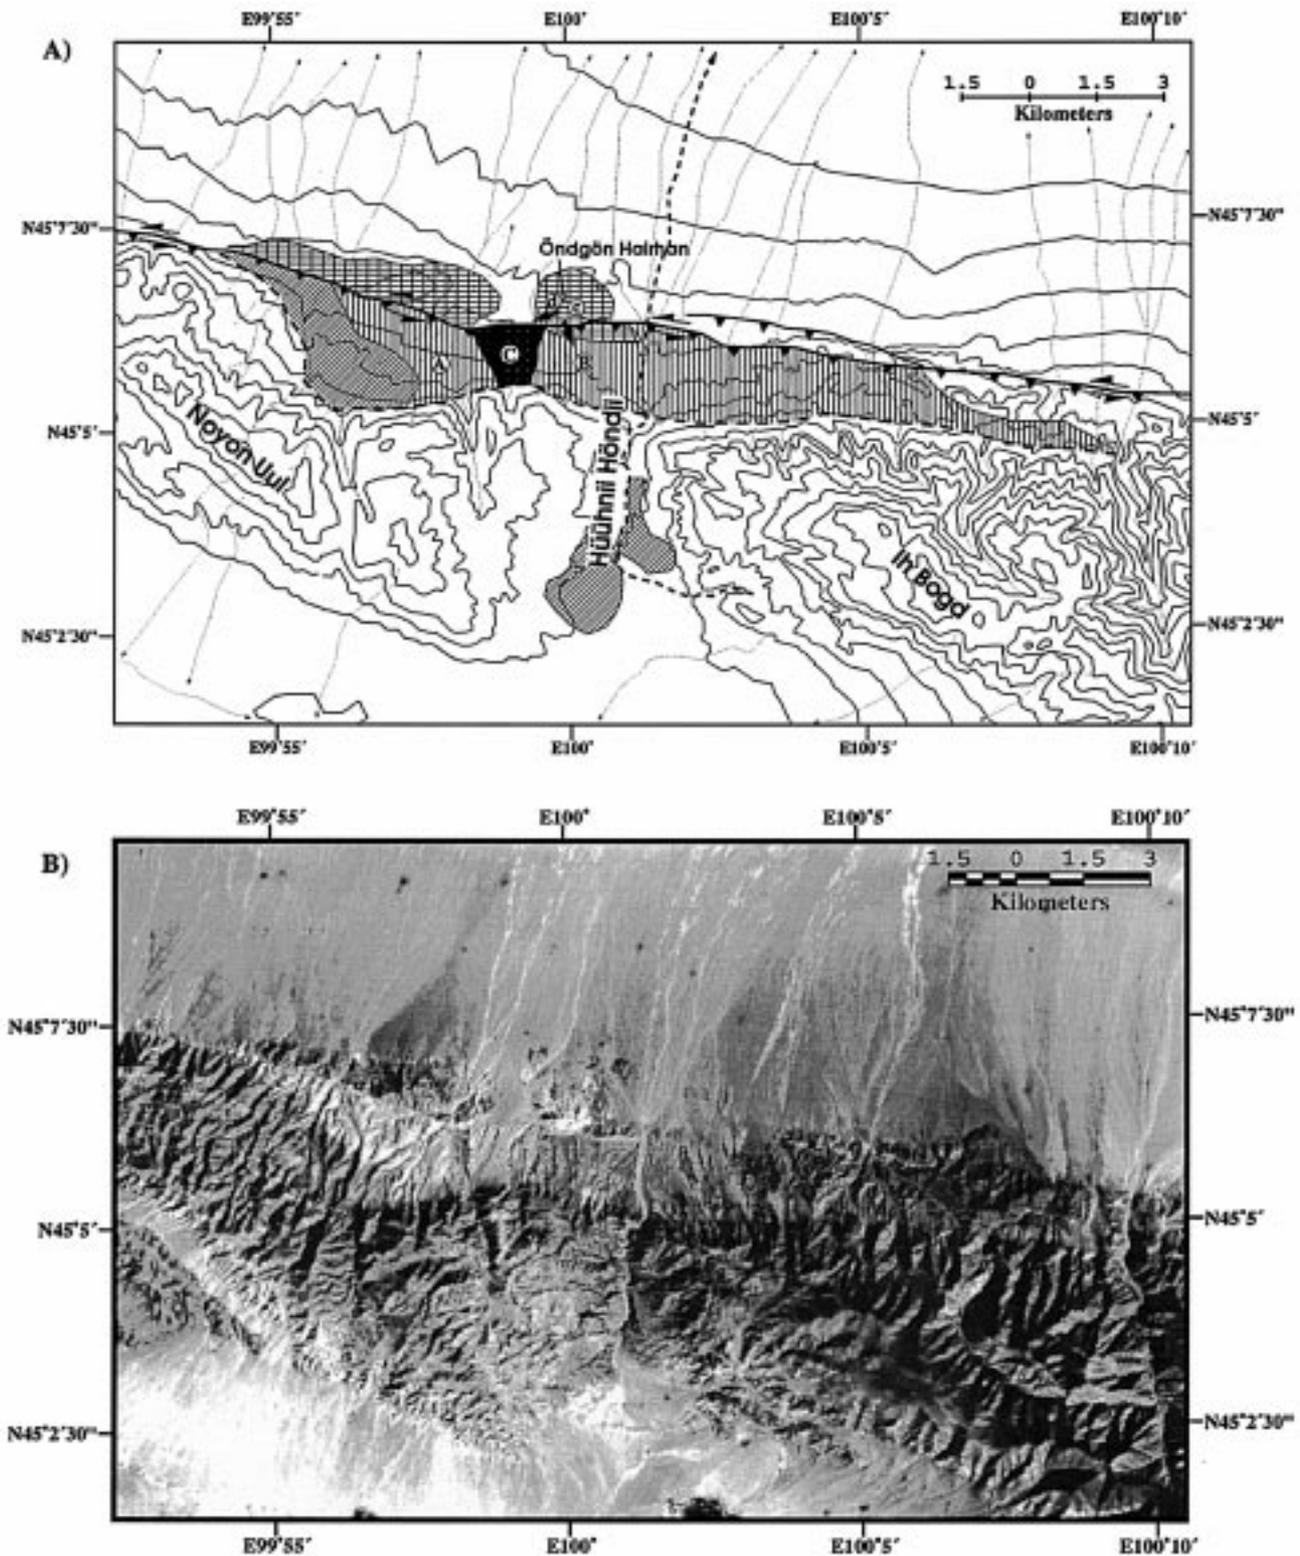 E99°55´ E100° E100°5´ E100°10´
A)
1.5 0 1.5 3
Kilometers
N45°7´30" N45°7´30"
Öndgön Hairhan
A C B
N45°5´ N45°5´
Noyon Uul
Hüühnii Höndii
Ih Bogd
N45°2´30" N45°2´30"
E99°55´ E100° E100°5´ E100°10´
E99°55´ E100° E100°5´ E100°10´
B)
1.5 0 1.5 3
Kilometers
N45°7´30" N45°7´30"
N45°5´ N45°5´
N45°2´30" N45°2´30"
E99°55´ E100° E100°5´ E100°10´